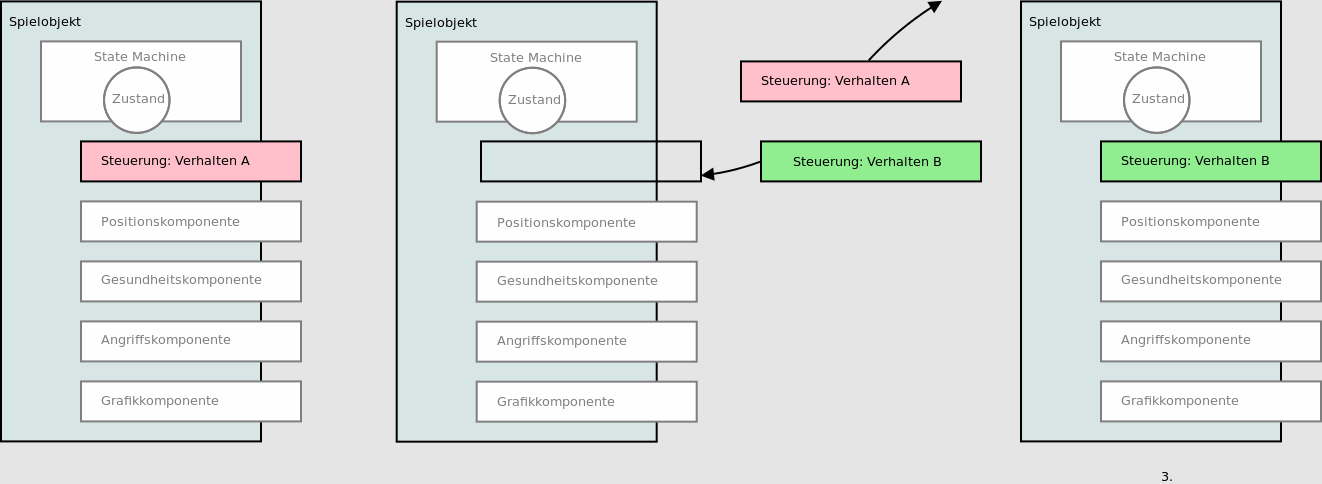 Spielobjekt
State Machine
Zustand
Steuerung: Verhalten A
Positionskomponente
Gesundheitskomponente
Angriffskomponente
Grafikkomponente
Spielobjekt
State Machine
Zustand
Positionskomponente
Gesundheitskomponente
Angriffskomponente
Grafikkomponente
Steuerung: Verhalten A
Steuerung: Verhalten B
Spielobjekt
State Machine
Zustand
Steuerung: Verhalten B
Positionskomponente
Gesundheitskomponente
Angriffskomponente
Grafikkomponente
3.